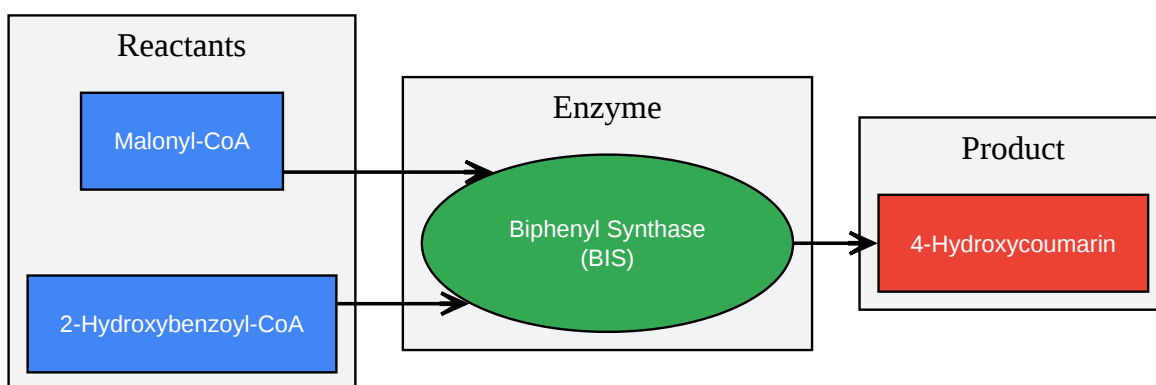 Reactants
Malonyl-CoA
2-Hydroxybenzoyl-CoA
Enzyme
Biphenyl Synthase
(BIS)
Product
4-Hydroxycoumarin